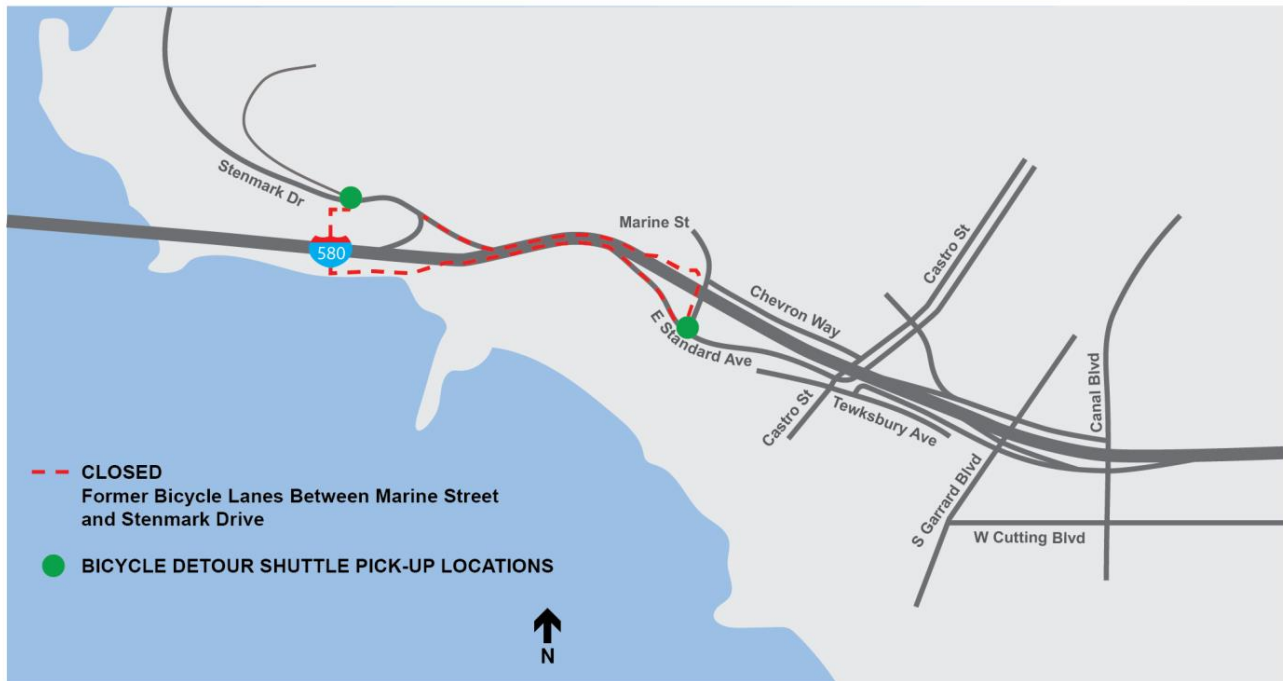 Stenmark Dr
580
Marine St
Castro St
Chevron Way
E Standard Ave
Castro St
Tewksbury Ave
Canal Blvd
S Garrard Blvd
W Cutting Blvd
CLOSED
Former Bicycle Lanes Between Marine Street
and Stenmark Drive
BICYCLE DETOUR SHUTTLE PICK-UP LOCATIONS
N